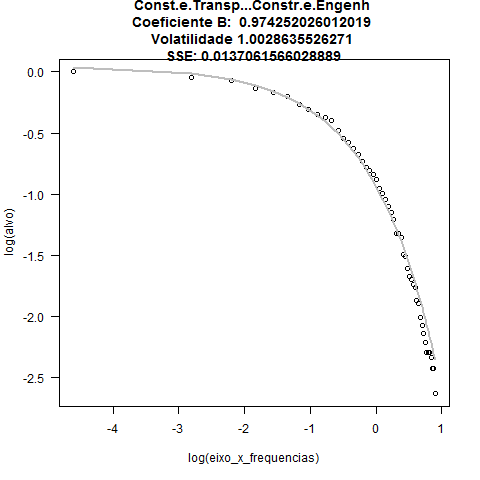 Const.e.Transp...Constr.e.Engenh
Coeficiente B:  0.974252026012019
Volatilidade 1.0028635526271
SSE: 0.0137061566028889
0.0
-0.5
-1.0
-1.5
-2.0
-2.5
log(alvo)
-4
-3
-2
-1
0
1
log(eixo_x_frequencias)